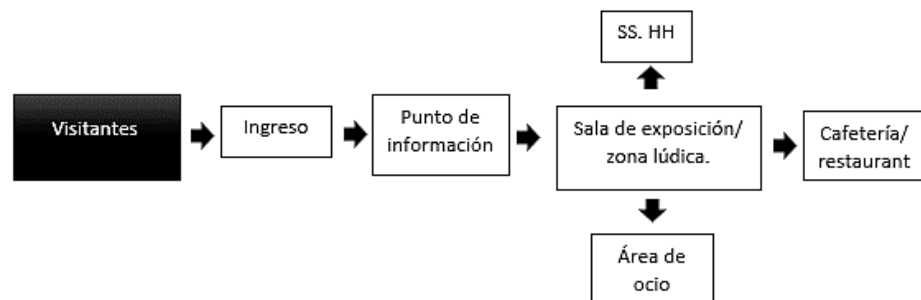 SS. HH
Visitantes
Ingreso
Punto de
información
Sala de exposición/
zona lúdica.
Cafetería/
restaurant
Área de
ocio